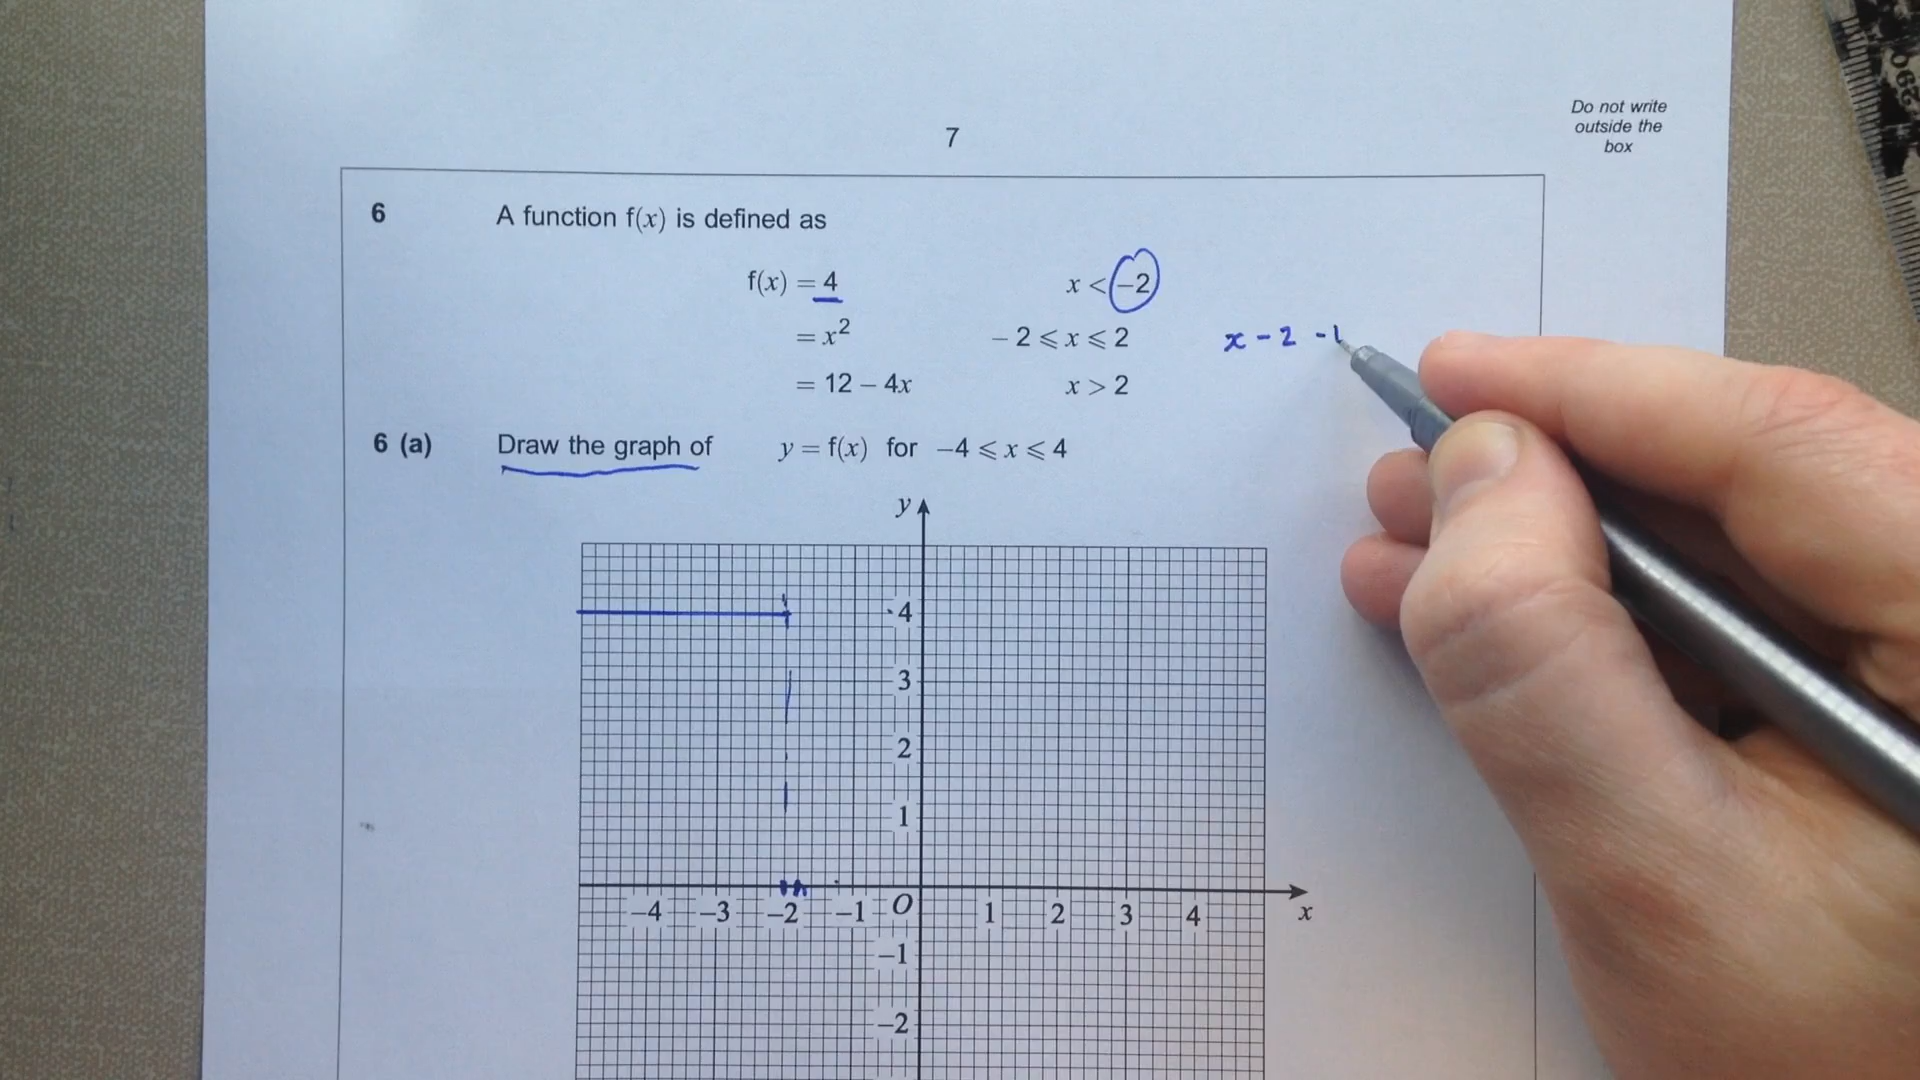 Do not write
outside the
box
7
6 A function f(x) is defined as
f(x) = 4 x < −2
= x² − 2 ⩽ x ⩽ 2 x -2 -1
= 12 − 4x x > 2
6 (a) Draw the graph of y = f(x) for −4 ⩽ x ⩽ 4
y
4
3
2
1
−4 −3 −2 −1 O 1 2 3 4 x
−1
−2